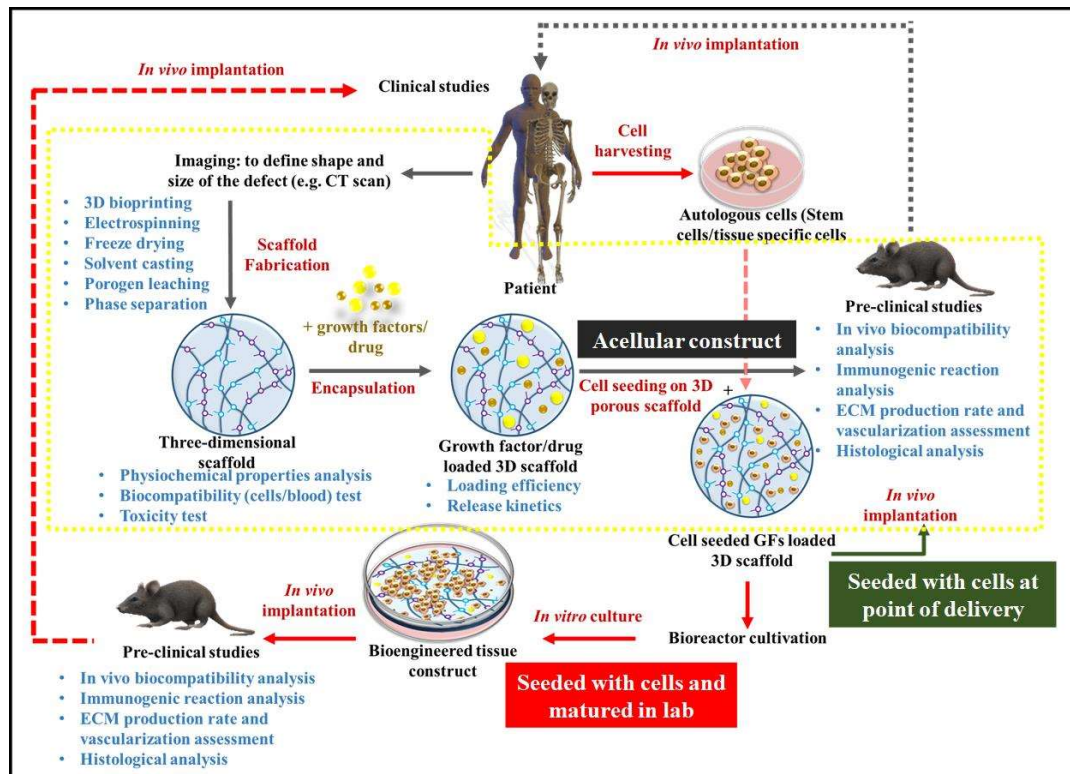 In vivo implantation
In vivo implantation
Clinical studies
Cell
harvesting
Imaging: to define shape and
size of the defect (e.g. CT scan)
• 3D bioprinting
• Electrospinning
• Freeze drying
• Solvent casting
• Porogen leaching
• Phase separation
Scaffold
Fabrication
Autologous cells (Stem
cells/tissue specific cells
Patient
Pre-clinical studies
+ growth factors/
drug
Encapsulation
Acellular construct
Cell seeding on 3D
porous scaffold
+
• In vivo biocompatibility
analysis
• Immunogenic reaction
analysis
• ECM production rate and
vascularization assessment
• Histological analysis
Three-dimensional
scaffold
• Physiochemical properties analysis
• Biocompatibility (cells/blood) test
• Toxicity test
Growth factor/drug
loaded 3D scaffold
• Loading efficiency
• Release kinetics
In vivo
implantation
Cell seeded GFs loaded
3D scaffold
Seeded with cells at
point of delivery
In vivo
implantation
In vitro culture
Bioreactor cultivation
Pre-clinical studies
Bioengineered tissue
construct
Seeded with cells and
matured in lab
• In vivo biocompatibility analysis
• Immunogenic reaction analysis
• ECM production rate and
vascularization assessment
• Histological analysis